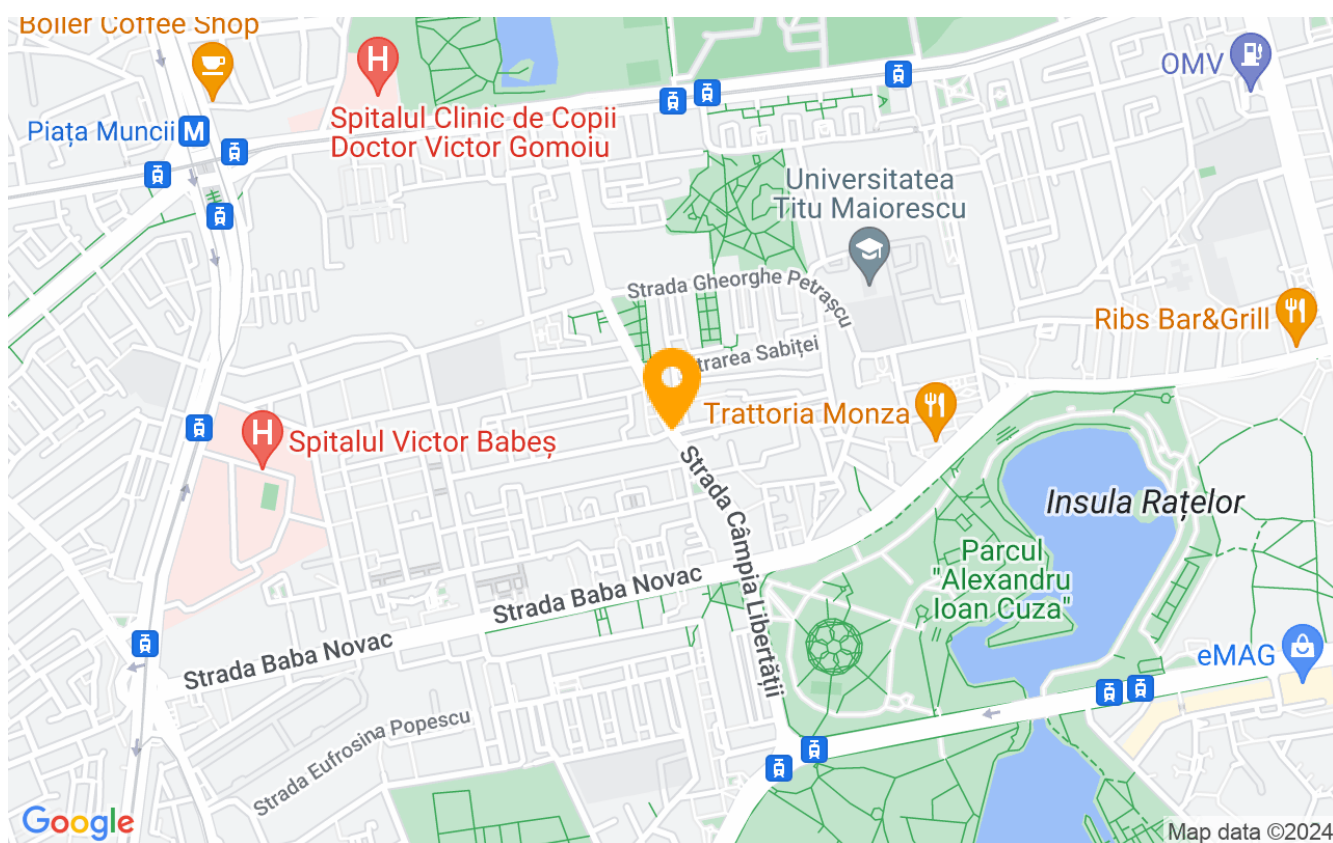 Boiler Coffee Shop
OMV
Spitalul Clinic de Copii
Doctor Victor Gomoiu
Piața Muncii M
Universitatea
Titu Maiorescu
Strada Gheorghe Petrașcu
Ribs Bar&Grill
trarea Sabiței
Trattoria Monza
H
H
Spitalul Victor Babeș
Strada Câmpia Libertății
Insula Rațelor
Parcul
"Alexandru
Ioan Cuza"
Strada Baba Novac
Strada Baba Novac
eMAG
Strada Eufrosina Popescu
Google
Map data ©2024